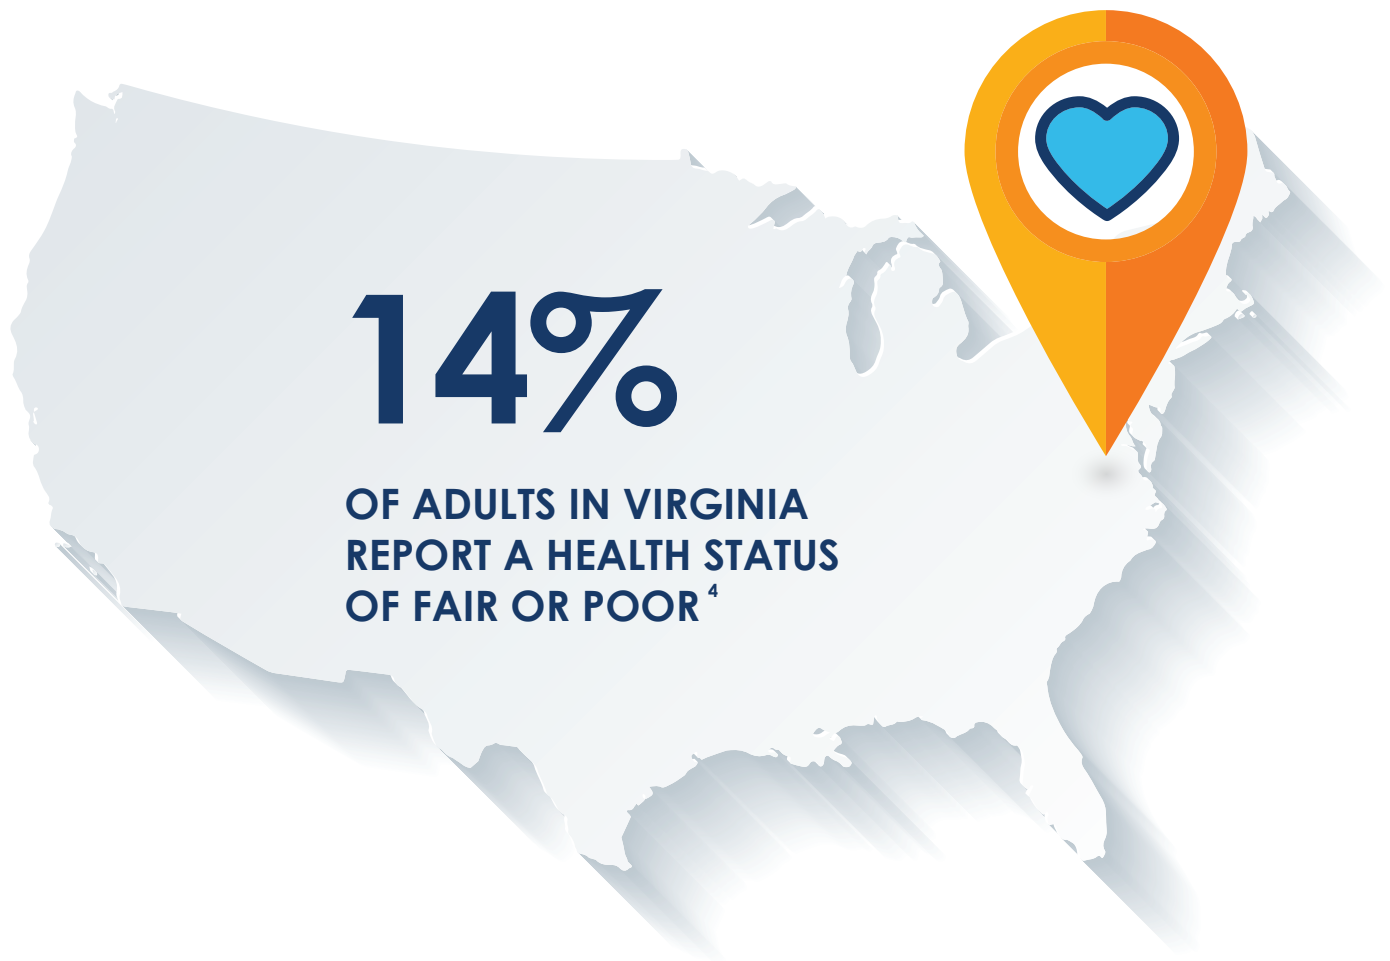 14%
OF ADULTS IN VIRGINIA
REPORT A HEALTH STATUS
OF FAIR OR POOR 4